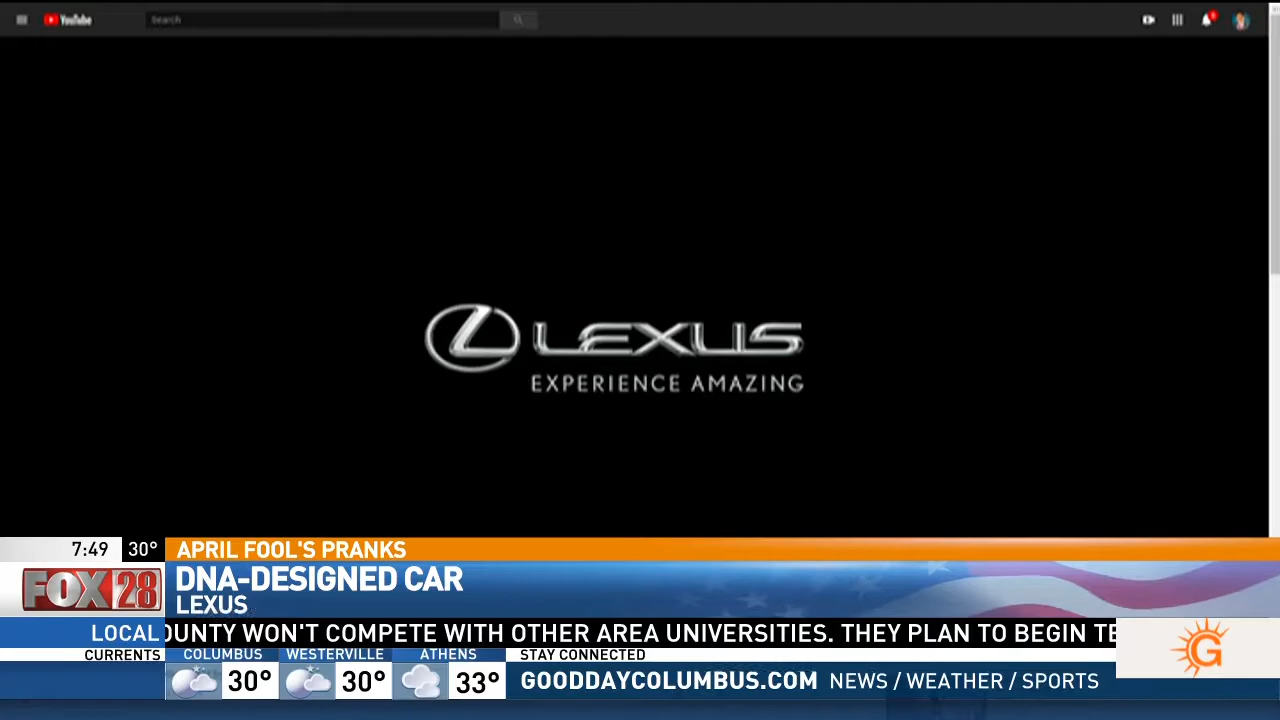 YouTube
Search
LEXUS
EXPERIENCE AMAZING
7:49 30°
APRIL FOOL'S PRANKS
DNA-DESIGNED CAR
LEXUS
FOX 28
LOCAL
OUNTY WON'T COMPETE WITH OTHER AREA UNIVERSITIES. THEY PLAN TO BEGIN TE
CURRENTS
COLUMBUS WESTERVILLE ATHENS
STAY CONNECTED
30° 30° 33°
GOODDAYCOLUMBUS.COM NEWS / WEATHER / SPORTS
G